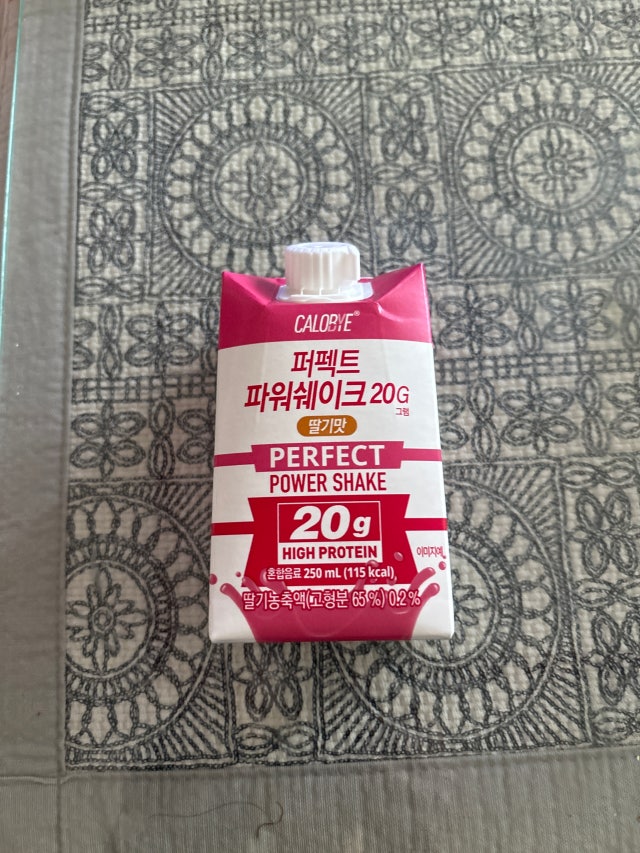 CALOBYE®
퍼펙트
파워쉐이크 20G
그램
딸기맛
PERFECT
POWER SHAKE
20g
HIGH PROTEIN
이미지예
혼합음료 250 mL (115 kcal)
딸기농축액(고형분 65 %) 0.2 %